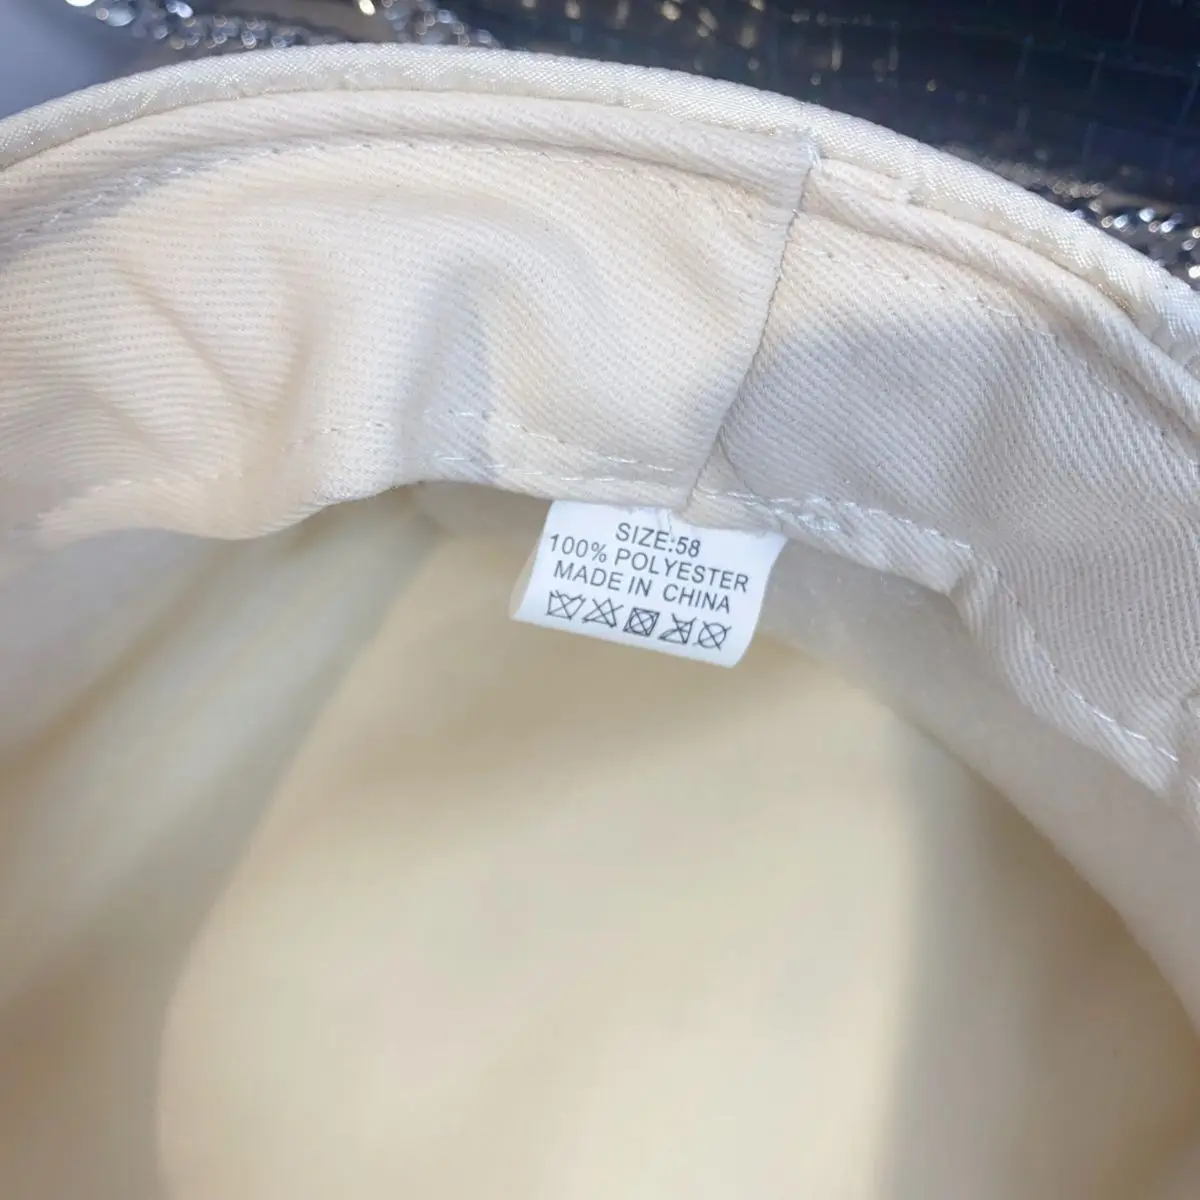 SIZE:58
100% POLYESTER
MADE IN CHINA